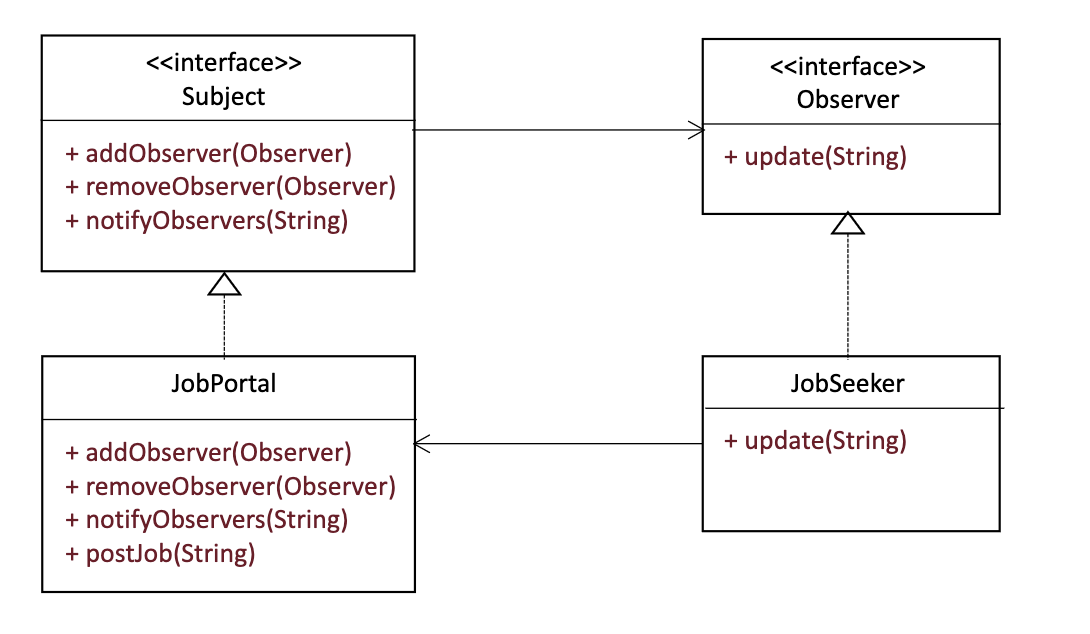 <<interface>>
Subject
+ addObserver(Observer)
+ removeObserver(Observer)
+ notifyObservers(String)
<<interface>>
Observer
+ update(String)
JobPortal
+ addObserver(Observer)
+ removeObserver(Observer)
+ notifyObservers(String)
+ postJob(String)
JobSeeker
+ update(String)